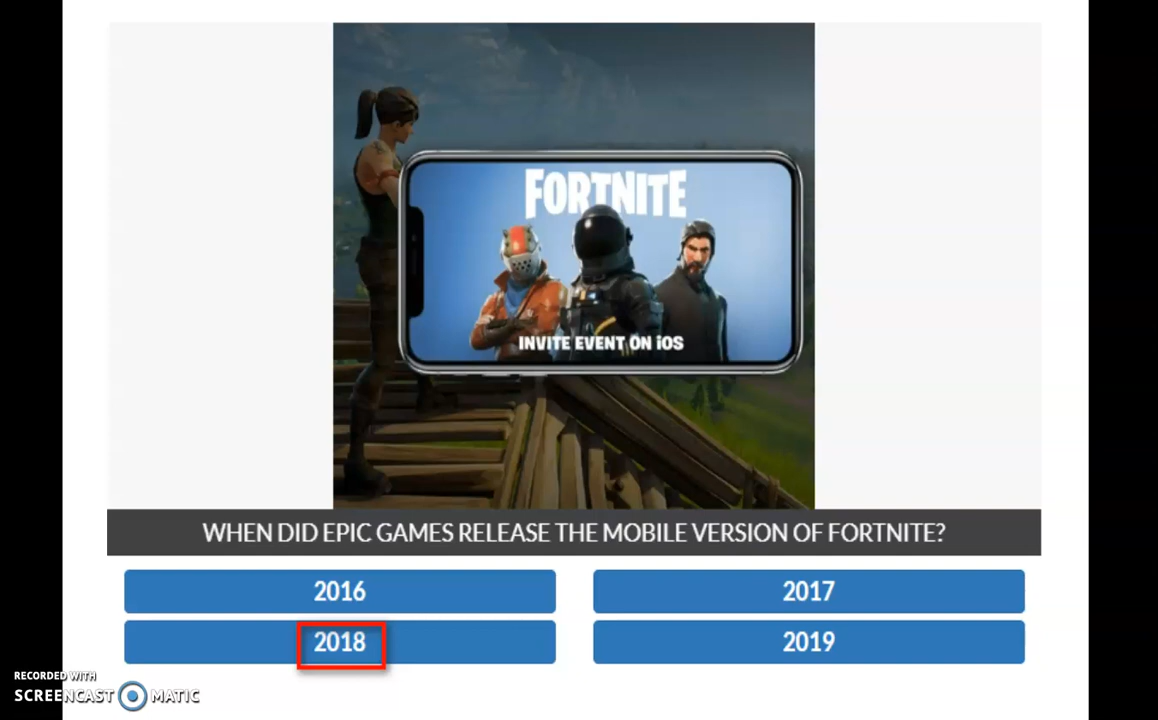 FORTNITE
INVITE EVENT ON iOS
WHEN DID EPIC GAMES RELEASE THE MOBILE VERSION OF FORTNITE?
2016
2017
2018
2019
RECORDED WITH
SCREENCAST MATIC